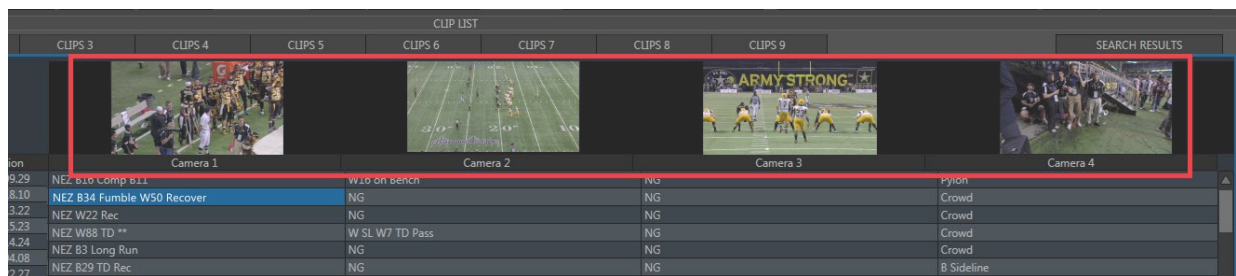 CLIP LIST
CLIPS 3 CLIPS 4 CLIPS 5 CLIPS 6 CLIPS 7 CLIPS 8 CLIPS 9 SEARCH RESULTS
G
ARMY STRONG
Camera 1 Camera 2 Camera 3 Camera 4
NEZ B16 Comp B11 W16 on Bench NG Pylon
NEZ B34 Fumble W50 Recover NG NG Crowd
NEZ W22 Rec NG NG Crowd
NEZ W88 TD ** W SL W7 TD Pass NG Crowd
NEZ B3 Long Run NG NG Crowd
NEZ B29 TD Rec NG NG B Sideline